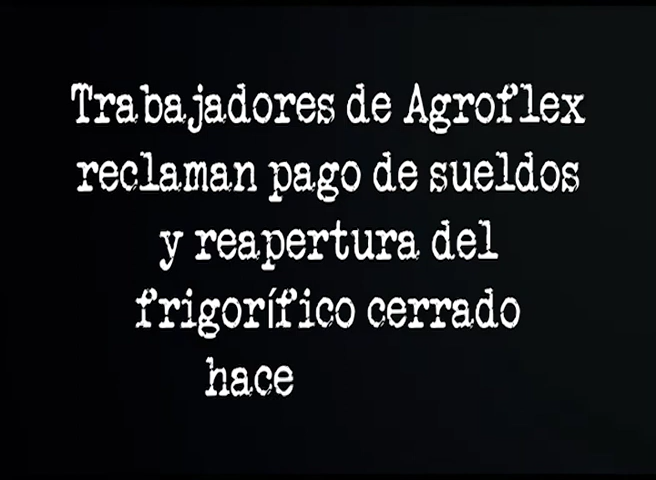 Trabajadores de Agroflex
reclaman pago de sueldos
y reapertura del
frigorífico cerrado
hace